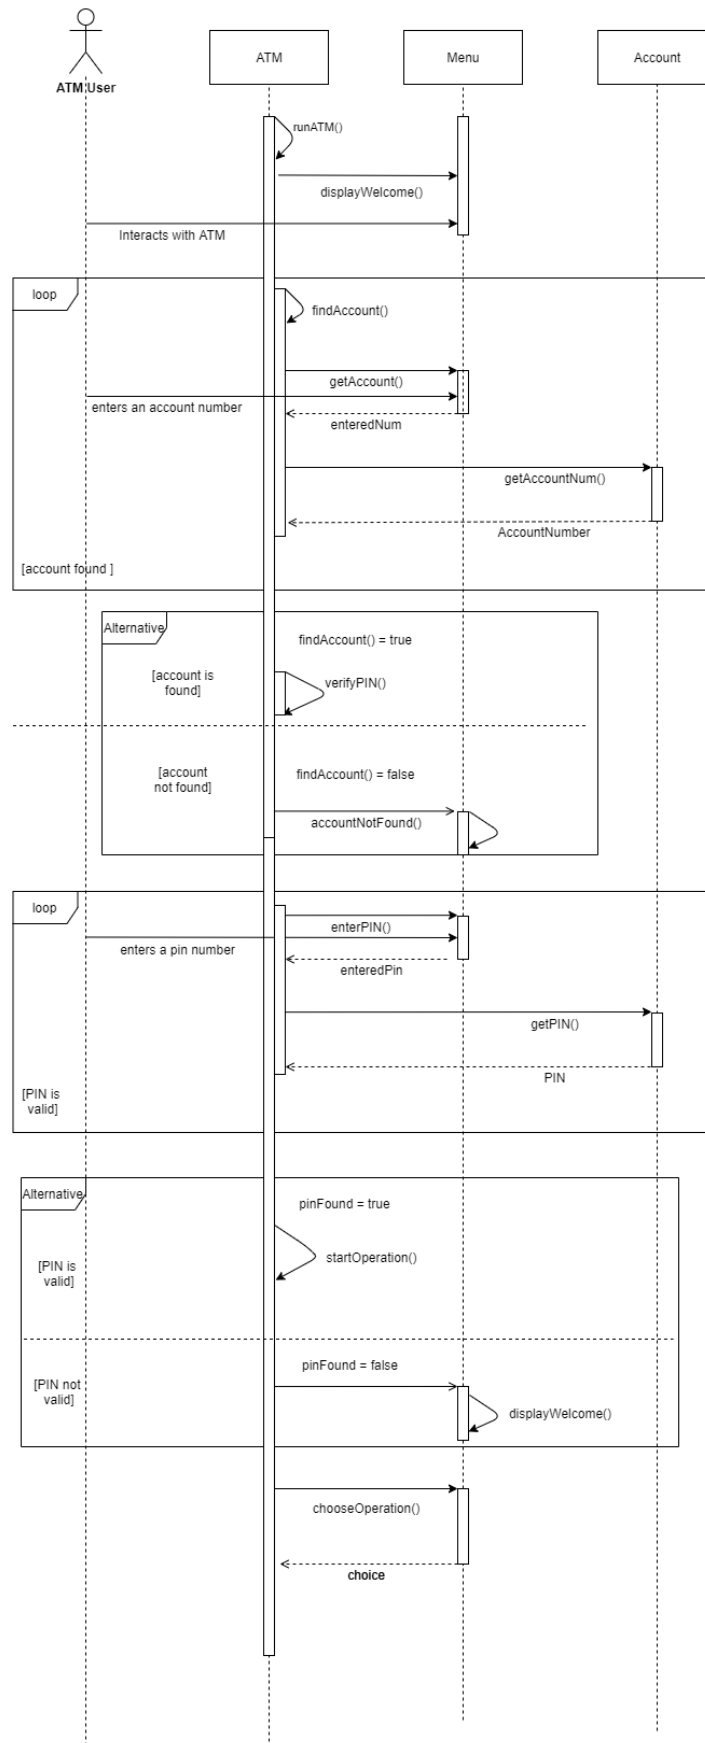 ATM User
ATM
Menu
Account
runATM()
displayWelcome()
Interacts with ATM
loop
findAccount()
getAccount()
enters an account number
enteredNum
getAccountNum()
AccountNumber
[account found ]
Alternative
findAccount() = true
[account is
found]
verifyPIN()
[account
not found]
findAccount() = false
accountNotFound()
loop
enterPIN()
enters a pin number
enteredPin
getPIN()
PIN
[PIN is
valid]
Alternative
pinFound = true
startOperation()
[PIN is
valid]
pinFound = false
[PIN not
valid]
displayWelcome()
chooseOperation()
choice